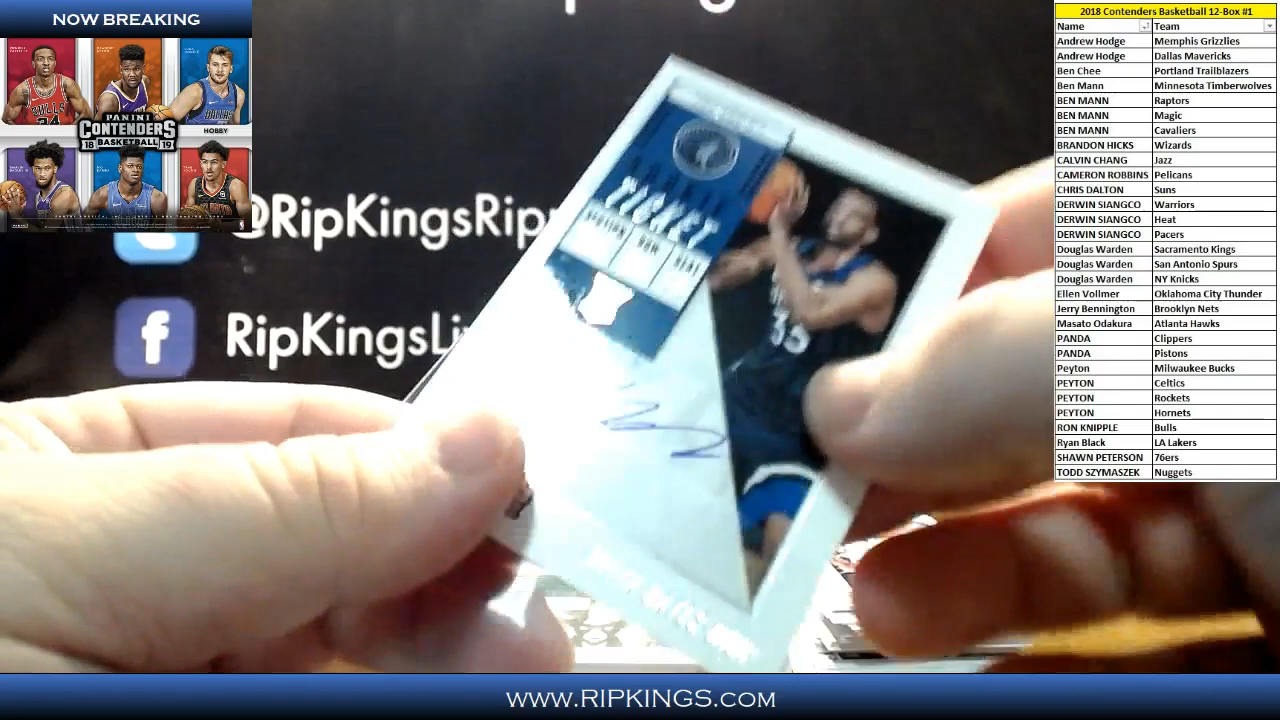 NOW BREAKING
PANINI
CONTENDERS
18 BASKETBALL 19
HOBBY
@RipKingsRip
RipKingsLi
TICKET
33
2018 Contenders Basketball 12-Box #1
Name Team
Andrew Hodge Memphis Grizzlies
Andrew Hodge Dallas Mavericks
Ben Chee Portland Trailblazers
Ben Mann Minnesota Timberwolves
BEN MANN Raptors
BEN MANN Magic
BEN MANN Cavaliers
BRANDON HICKS Wizards
CALVIN CHANG Jazz
CAMERON ROBBINS Pelicans
CHRIS DALTON Suns
DERWIN SIANGCO Warriors
DERWIN SIANGCO Heat
DERWIN SIANGCO Pacers
Douglas Warden Sacramento Kings
Douglas Warden San Antonio Spurs
Douglas Warden NY Knicks
Ellen Vollmer Oklahoma City Thunder
Jerry Bennington Brooklyn Nets
Masato Odakura Atlanta Hawks
PANDA Clippers
PANDA Pistons
Peyton Milwaukee Bucks
PEYTON Celtics
PEYTON Rockets
PEYTON Hornets
RON KNIPPLE Bulls
Ryan Black LA Lakers
SHAWN PETERSON 76ers
TODD SZYMASZEK Nuggets
WWW.RIPKINGS.COM